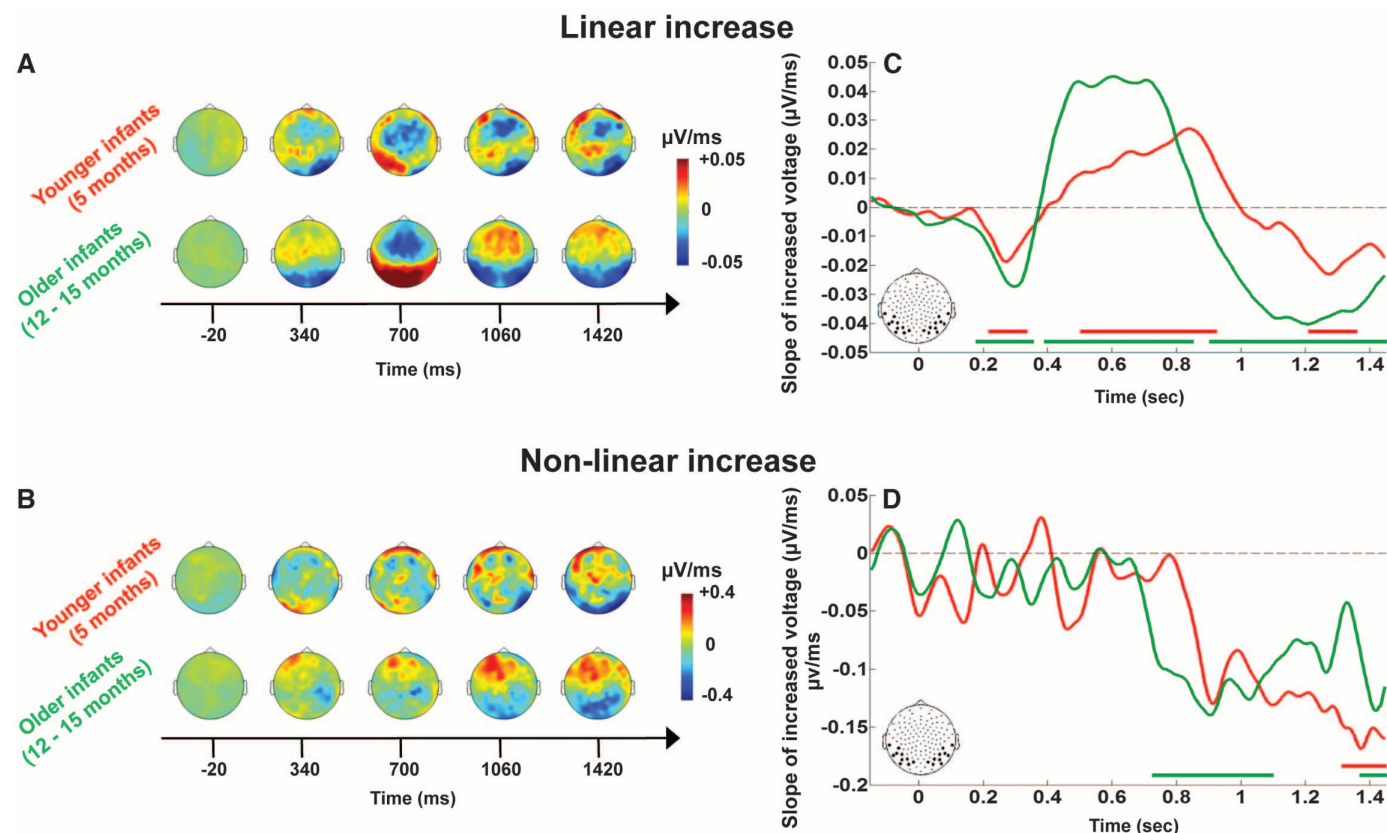 Linear increase
A
Younger infants
(5 months)
Older infants
(12 - 15 months)
µV/ms
+0.05
0
-0.05
-20
340
700
1060
1420
Time (ms)
C
Slope of increased voltage (µV/ms)
0.05
0.04
0.03
0.02
0.01
0
-0.01
-0.02
-0.03
-0.04
-0.05
0
0.2
0.4
0.6
0.8
1
1.2
1.4
Time (sec)
Non-linear increase
B
Younger infants
(5 months)
Older infants
(12 - 15 months)
µV/ms
+0.4
0
-0.4
-20
340
700
1060
1420
Time (ms)
D
Slope of increased voltage (µV/ms)
µv/ms
0.05
0
-0.05
-0.1
-0.15
-0.2
0
0.2
0.4
0.6
0.8
1
1.2
1.4
Time (sec)